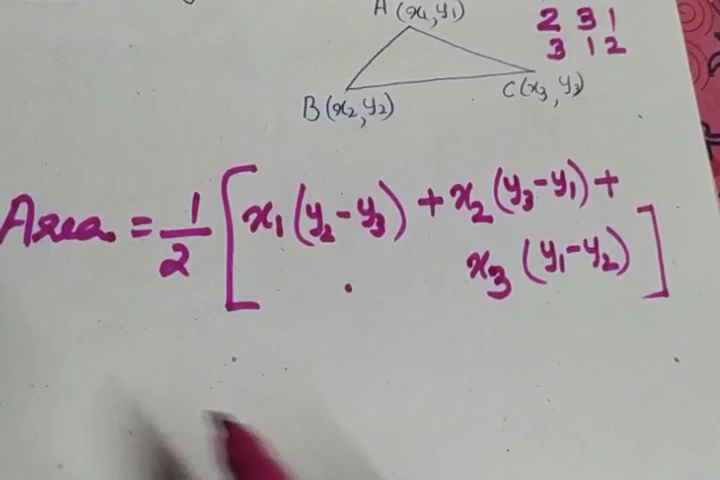 A (x₁, y₁)
2 3 1
3 1 2
B (x₂, y₂)
C (x₃, y₃)
Area = 1/2 [x₁ (y₂ - y₃) + x₂ (y₃ - y₁) +
x₃ (y₁ - y₂)]